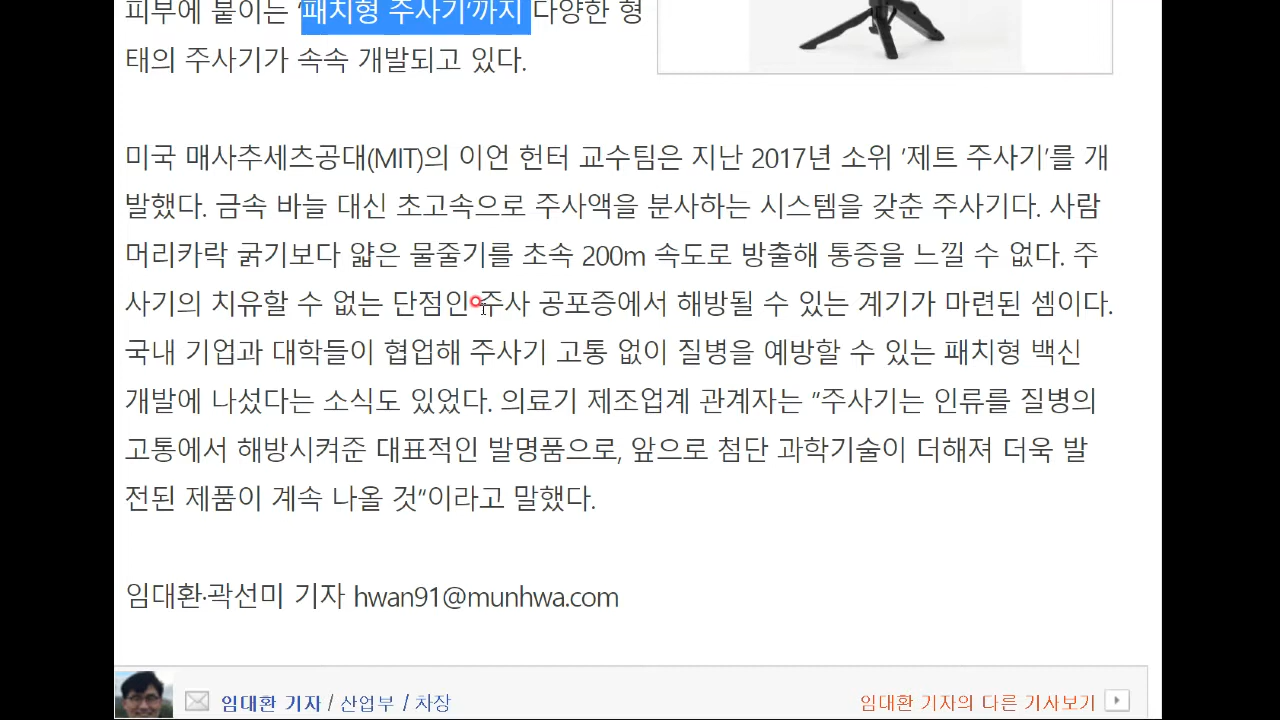 피부에 붙이는 '패치형 주사기'까지 다양한 형
태의 주사기가 속속 개발되고 있다.
미국 매사추세츠공대(MIT)의 이언 헌터 교수팀은 지난 2017년 소위 '제트 주사기'를 개
발했다. 금속 바늘 대신 초고속으로 주사액을 분사하는 시스템을 갖춘 주사기다. 사람
머리카락 굵기보다 얇은 물줄기를 초속 200m 속도로 방출해 통증을 느낄 수 없다. 주
사기의 치유할 수 없는 단점인 주사 공포증에서 해방될 수 있는 계기가 마련된 셈이다.
국내 기업과 대학들이 협업해 주사기 고통 없이 질병을 예방할 수 있는 패치형 백신
개발에 나섰다는 소식도 있었다. 의료기 제조업계 관계자는 "주사기는 인류를 질병의
고통에서 해방시켜준 대표적인 발명품으로, 앞으로 첨단 과학기술이 더해져 더욱 발
전된 제품이 계속 나올 것"이라고 말했다.
임대환·곽선미 기자 hwan91@munhwa.com
임대환 기자 / 산업부 / 차장
임대환 기자의 다른 기사보기